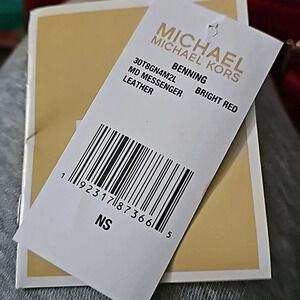 MICHAEL
MICHAEL KORS
BENNING
30T8GN4M2L BRIGHT RED
MD MESSENGER
LEATHER
1 92317 87366 5
NS